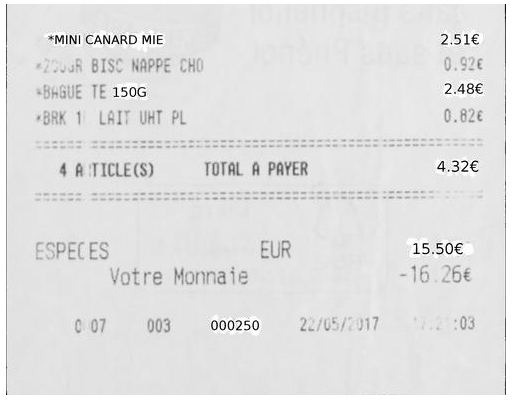 *MINI CANARD MIE 2.51€
BISC NAPPE CHO 0.92€
*BAGUE TE 150G 2.48€
*BRK 1 LAIT UHT PL 0.82€
4 A TICLE(S) TOTAL A PAYER 4.32€
ESPECES EUR 15.50€
Votre Monnaie -16.26€
0 07 003 000250 22/05/2017 :03